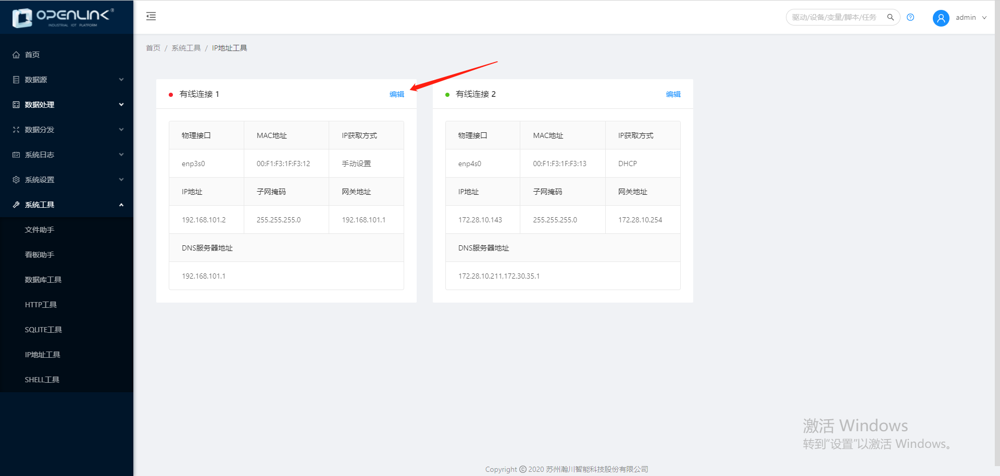 OPENLINK®
INDUSTRIAL IOT PLATFORM
驱动/设备/变量/脚本/任务
admin
首页
数据源
数据处理
数据分发
系统日志
系统设置
系统工具
文件助手
看板助手
数据库工具
HTTP工具
SQLITE工具
IP地址工具
SHELL工具
首页 / 系统工具 / IP地址工具
有线连接 1 编辑
物理接口 MAC地址 IP获取方式
enp3s0 00:F1:F3:1F:F3:12 手动设置
IP地址 子网掩码 网关地址
192.168.101.2 255.255.255.0 192.168.101.1
DNS服务器地址
192.168.101.1
有线连接 2 编辑
物理接口 MAC地址 IP获取方式
enp4s0 00:F1:F3:1F:F3:13 DHCP
IP地址 子网掩码 网关地址
172.28.10.143 255.255.255.0 172.28.10.254
DNS服务器地址
172.28.10.211,172.30.35.1
激活 Windows
转到“设置”以激活 Windows。
Copyright © 2020 苏州瀚川智能科技股份有限公司